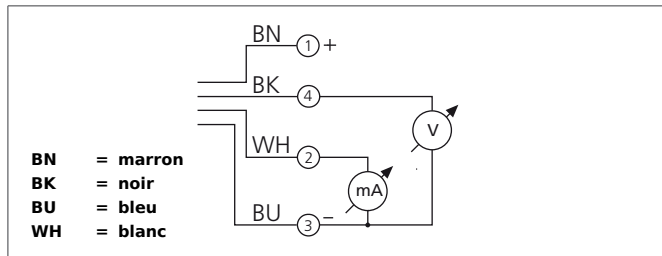 BN 1 +
BK 4
V
WH 2
mA
BU 3 –
BN = marron
BK = noir
BU = bleu
WH = blanc